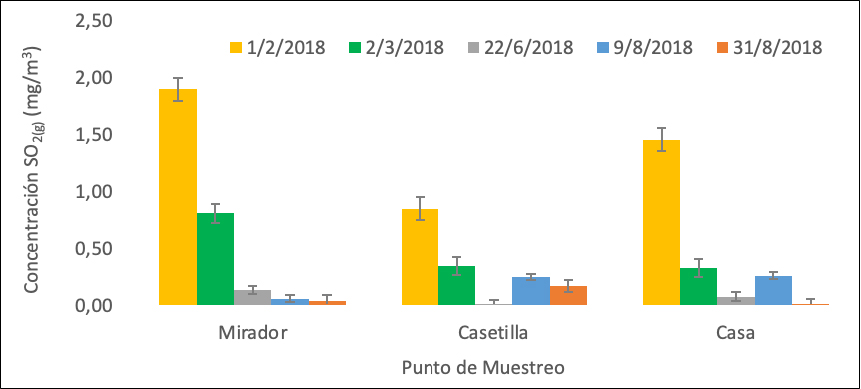 2,50
1/2/2018 2/3/2018 22/6/2018 9/8/2018 31/8/2018
2,00
1,50
1,00
0,50
0,00
Concentración SO2(g) (mg/m³)
Mirador Casetilla Casa
Punto de Muestreo